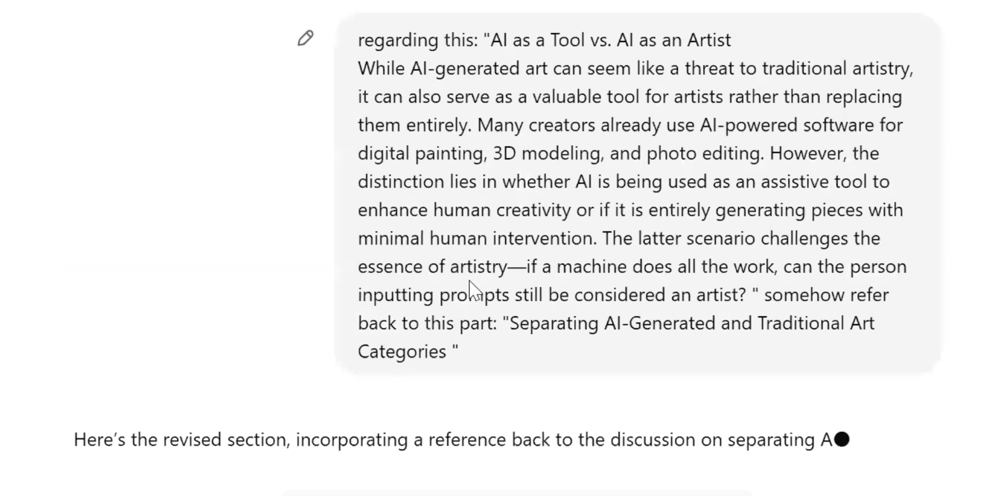 regarding this: "AI as a Tool vs. AI as an Artist
While AI-generated art can seem like a threat to traditional artistry,
it can also serve as a valuable tool for artists rather than replacing
them entirely. Many creators already use AI-powered software for
digital painting, 3D modeling, and photo editing. However, the
distinction lies in whether AI is being used as an assistive tool to
enhance human creativity or if it is entirely generating pieces with
minimal human intervention. The latter scenario challenges the
essence of artistry—if a machine does all the work, can the person
inputting prompts still be considered an artist? " somehow refer
back to this part: "Separating AI-Generated and Traditional Art
Categories "
Here’s the revised section, incorporating a reference back to the discussion on separating A